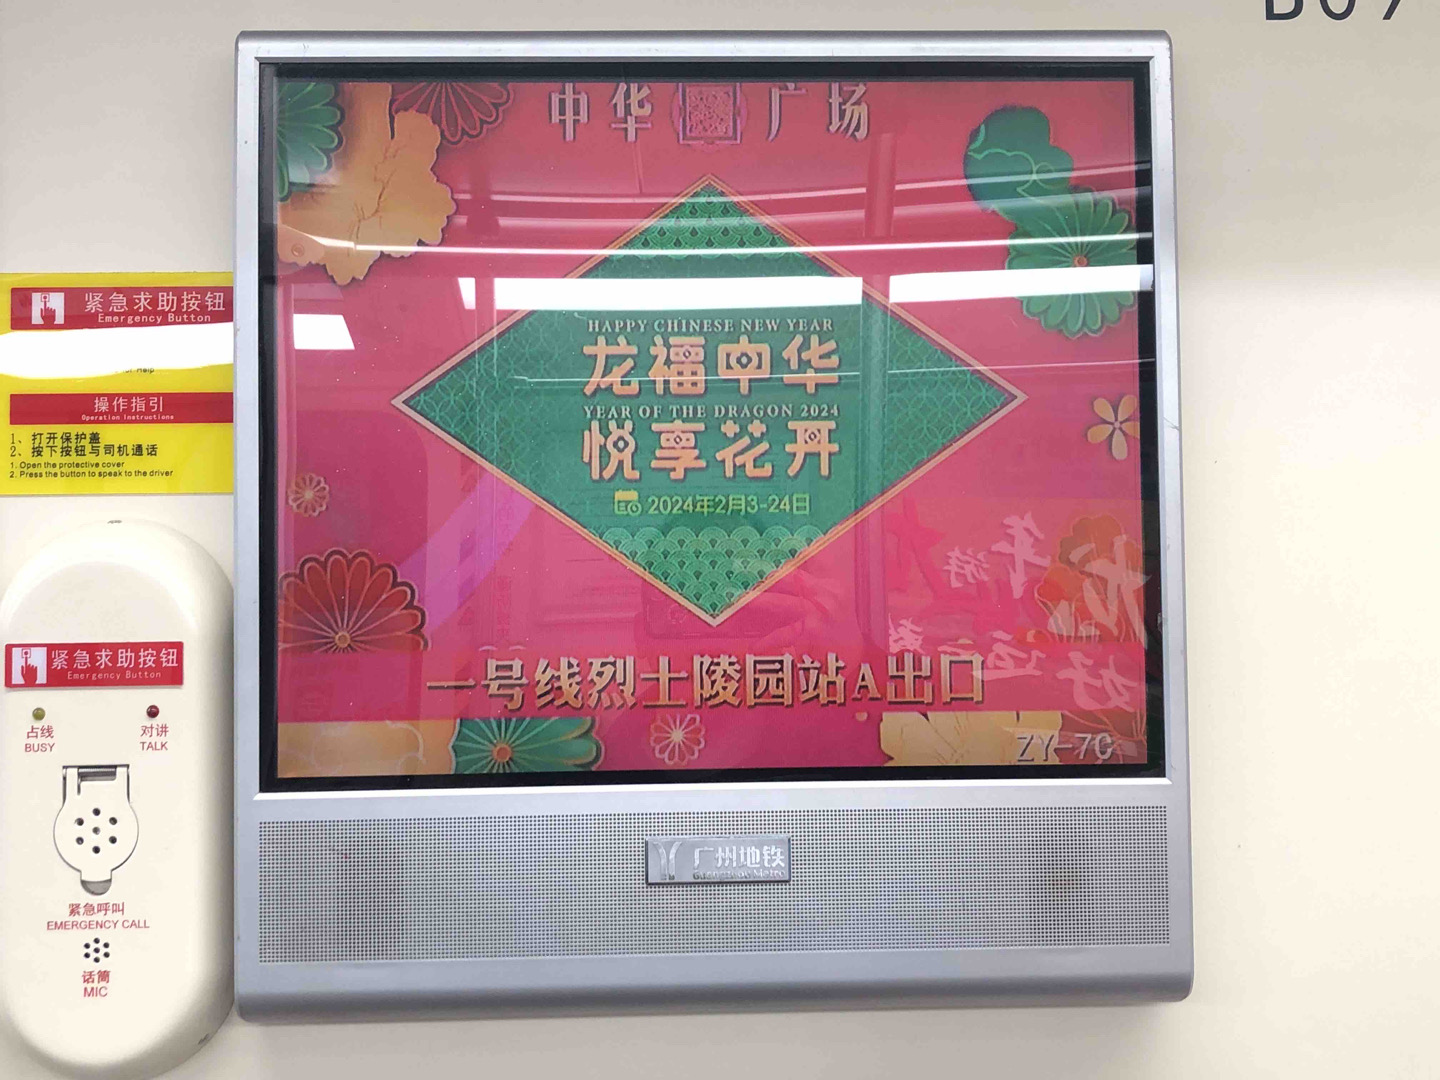 中华广场
HAPPY CHINESE NEW YEAR
龙福中华
YEAR OF THE DRAGON 2024
悦享花开
2024年2月3-24日
一号线烈士陵园站A出口
ZY-7C
广州地铁
Guangzhou Metro
紧急求助按钮
Emergency Button
for Help
操作指引
Operation Instructions
1、打开保护盖
2、按下按钮与司机通话
1. Open the protective cover
2. Press the button to speak to the driver
紧急求助按钮
Emergency Button
占线
BUSY
对讲
TALK
紧急呼叫
EMERGENCY CALL
话筒
MIC